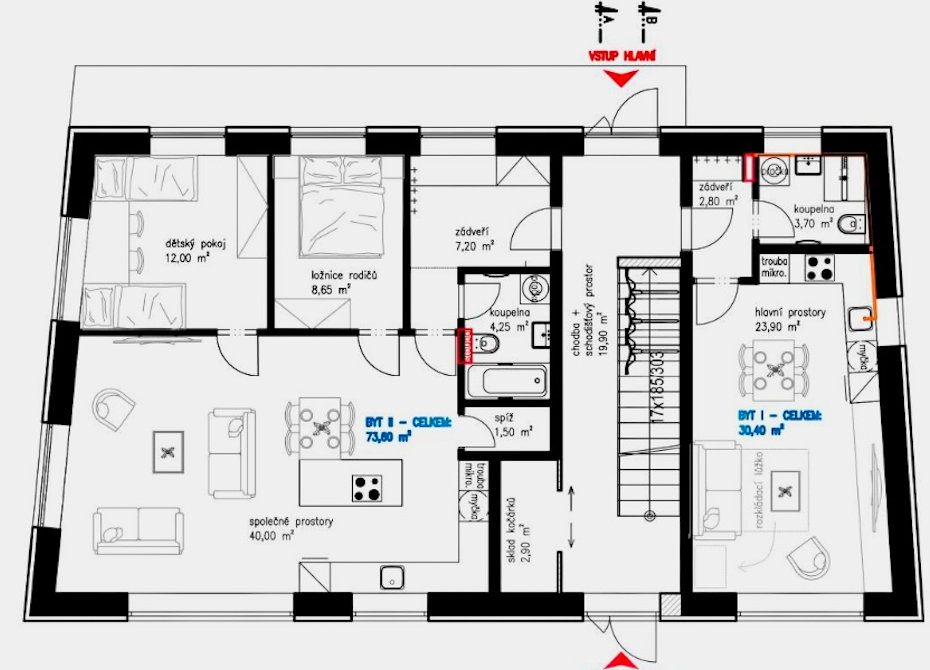 A
B
VSTUP HLAVNÍ
dětský pokoj
12,00 m²
ložnice rodičů
8,65 m²
zádveří
7,20 m²
koupelna
4,25 m²
pračka
chodba +
schodišťový prostor
19,90 m²
17x185\303
zádveří
2,80 m²
pračka
koupelna
3,70 m²
trouba
mikro.
hlavní prostory
23,90 m²
myčka
BYT I - CELKEM:
30,40 m²
rozkládací lůžko
BYT II - CELKEM:
73,60 m²
spíž
1,50 m²
trouba
mikro.
myčka
společné prostory
40,00 m²
sklad kočárků
2,90 m²